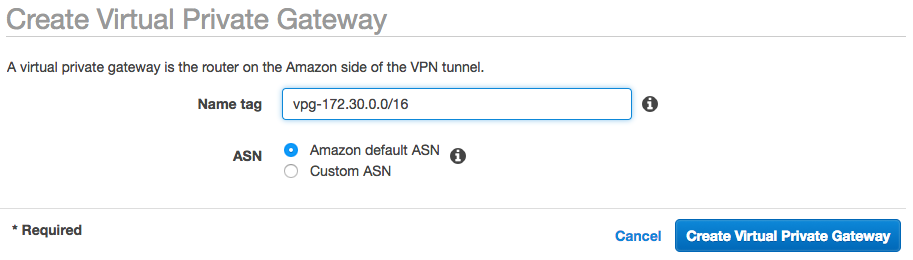 Create Virtual Private Gateway
A virtual private gateway is the router on the Amazon side of the VPN tunnel.
Name tag vpg-172.30.0.0/16
ASN Amazon default ASN
Custom ASN
* Required Cancel Create Virtual Private Gateway